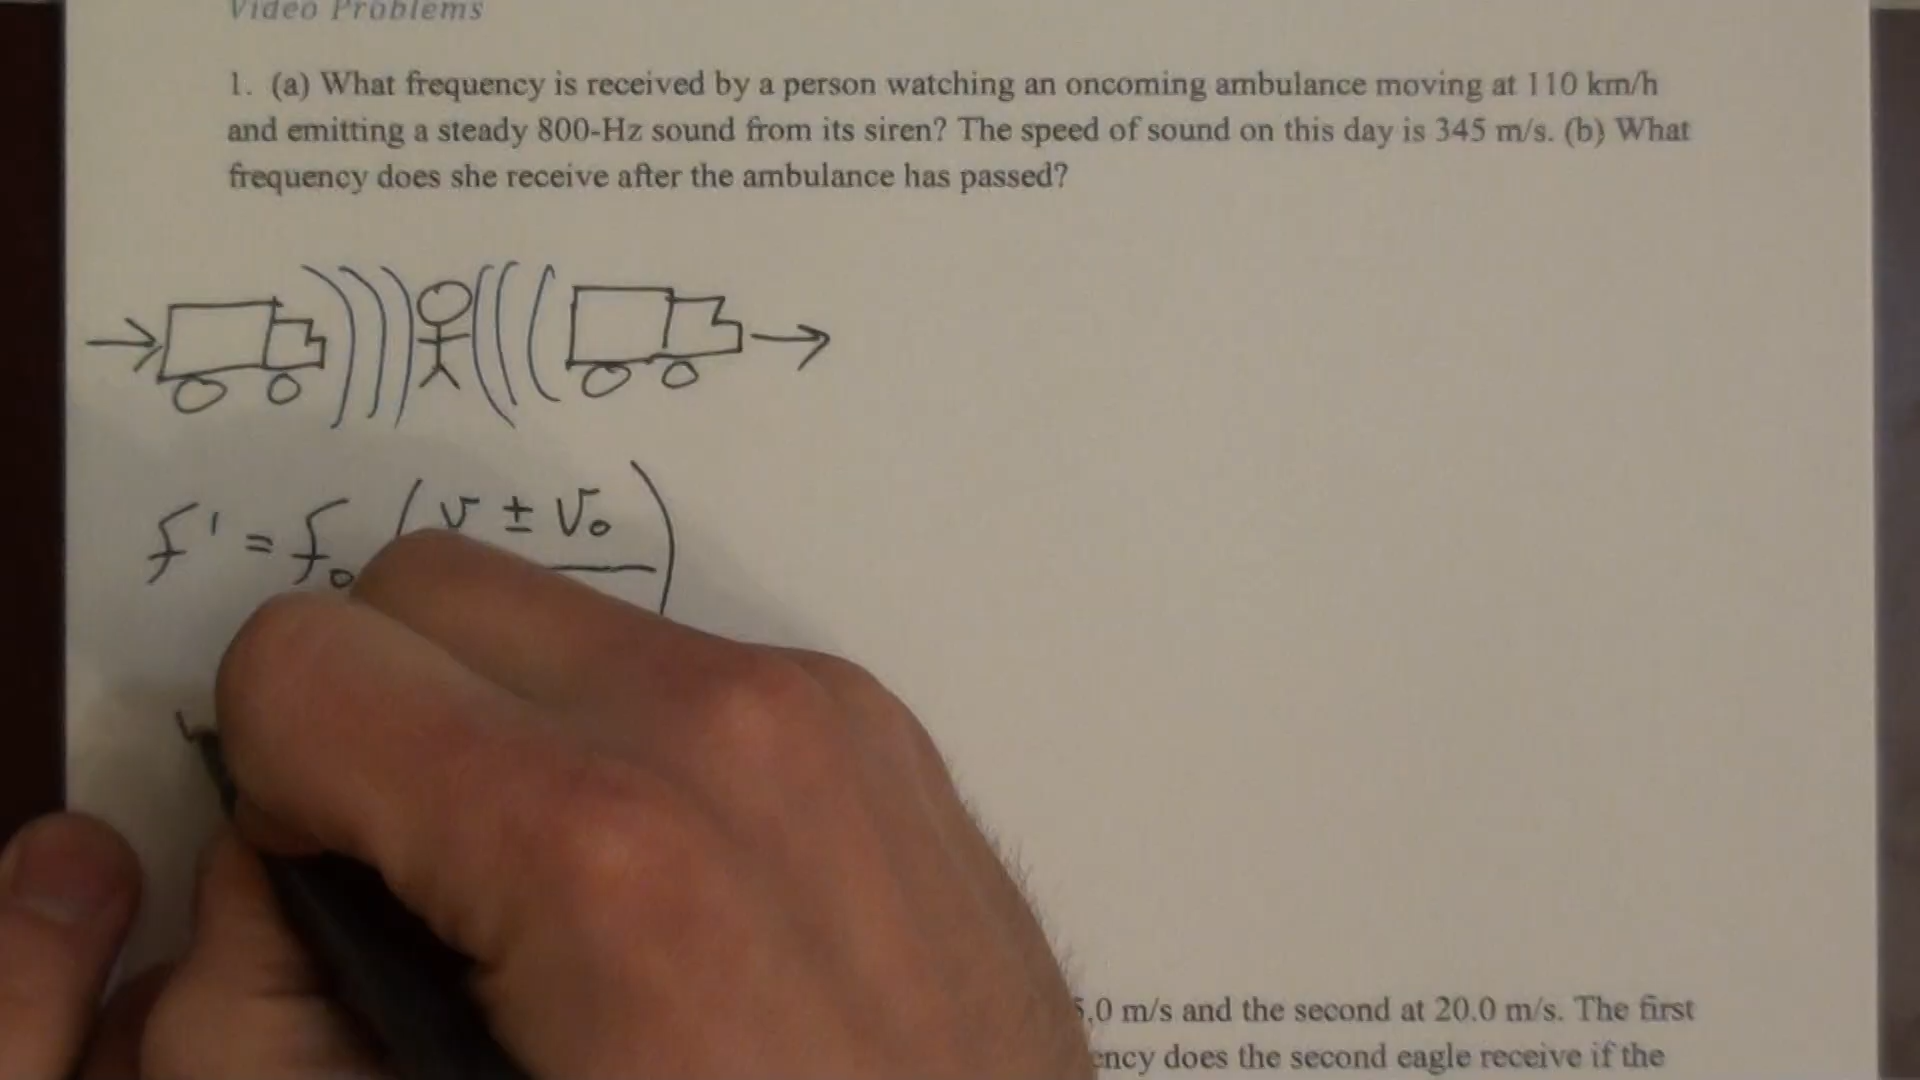 Video Problems
1. (a) What frequency is received by a person watching an oncoming ambulance moving at 110 km/h
and emitting a steady 800-Hz sound from its siren? The speed of sound on this day is 345 m/s. (b) What
frequency does she receive after the ambulance has passed?
f' = f₀ ( v ± v₀ )
5.0 m/s and the second at 20.0 m/s. The first
does the second eagle receive if the